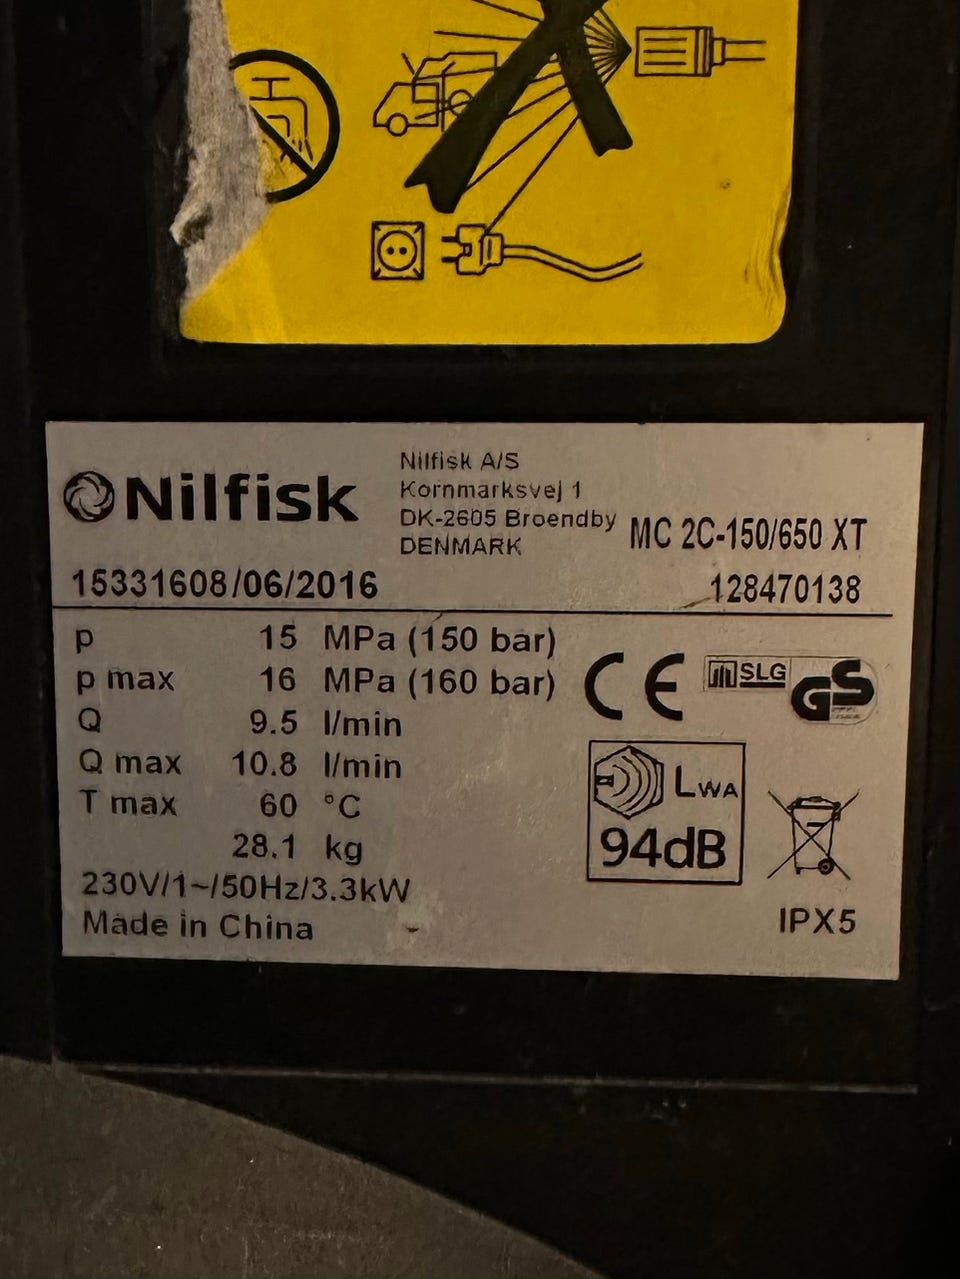 Nilfisk
Nilfisk A/S
Kornmarksvej 1
DK-2605 Broendby
DENMARK
MC 2C-150/650 XT
15331608/06/2016
128470138
p 15 MPa (150 bar)
p max 16 MPa (160 bar)
Q 9.5 l/min
Q max 10.8 l/min
T max 60 °C
28.1 kg
230V/1~/50Hz/3.3kW
Made in China
CE
SLG
GS
LWA
94dB
IPX5